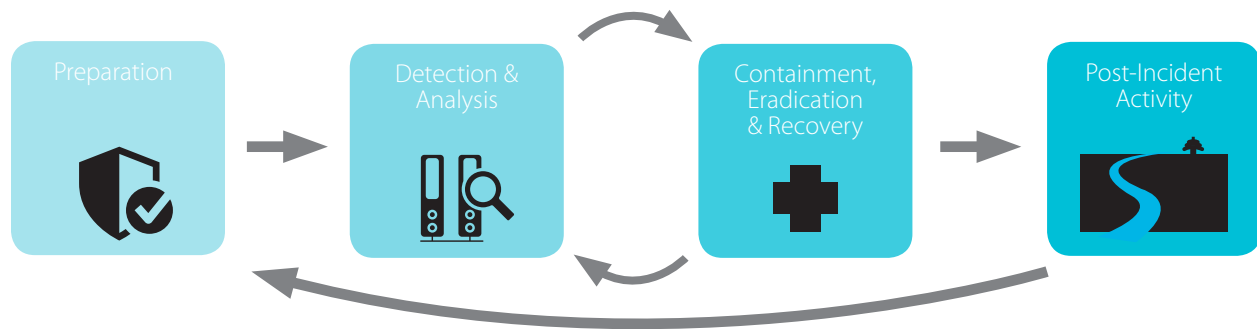 Preparation
Detection &
Analysis
Containment,
Eradication
& Recovery
Post-Incident
Activity